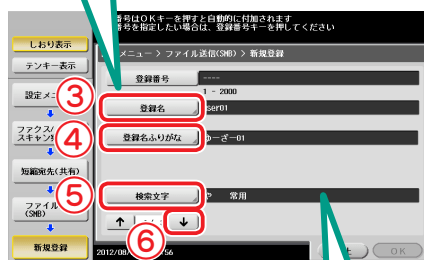 号はOKキーを押すと自動的に付加されます
号を指定したい場合は、登録番号キーを押してください
しおり表示
テンキー表示
メニュー > ファイル送信(SMB) > 新規登録
登録番号 ----
1 - 2000
設定メニ
③ 登録名 ser01
ファクス/
スキャン
④ 登録名ふりがな ーざー01
短縮宛先(共有)
⑤ 検索文字 常用
ファイル
(SMB)
↑ ↓
⑥
新規登録
2012/08/ 56
OK